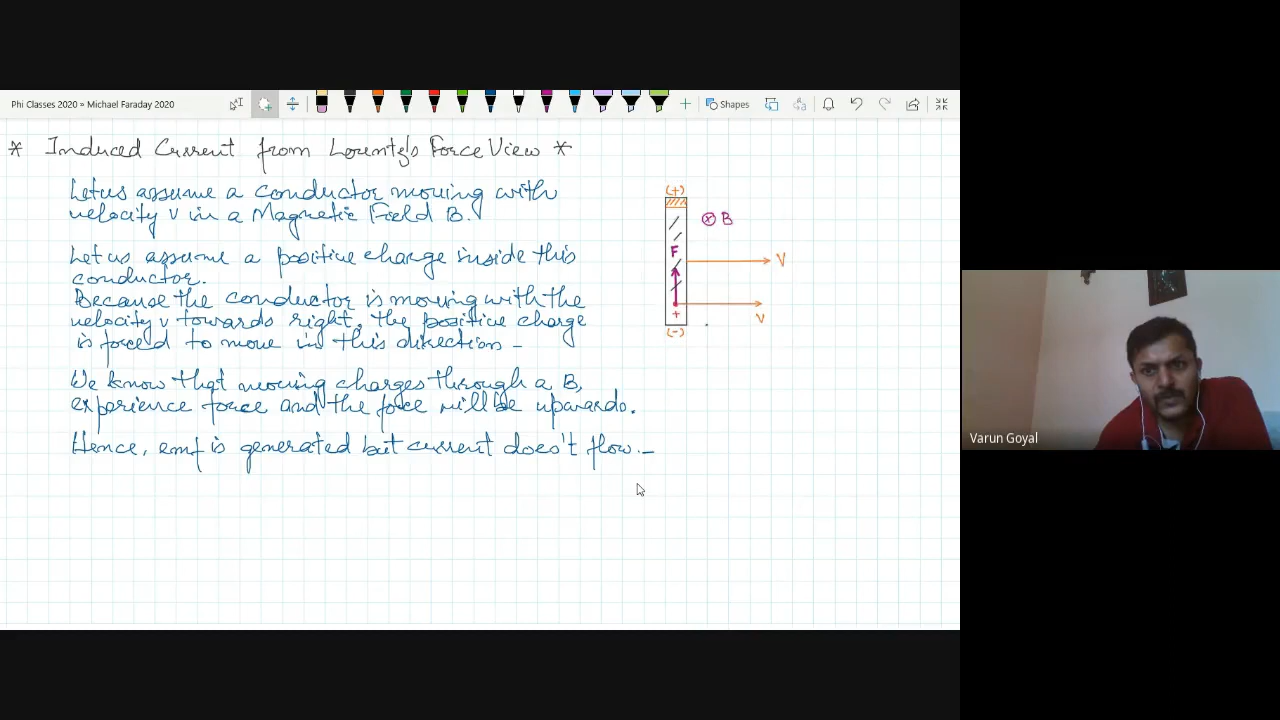 Phi Classes 2020 » Michael Faraday 2020
Shapes
* Induced Current from Lorentz's Force View *
Let us assume a conductor moving with
velocity v in a Magnetic Field B.
Let us assume a positive charge inside this
conductor.
Because the conductor is moving with the
velocity v towards right, the positive charge
is forced to move in this direction -
We know that moving charges through a B,
experience force and the force will be upwards.
Hence, emf is generated but current does't flow. -
(+)
⊗ B
F
V
+
V
(-)
Varun Goyal